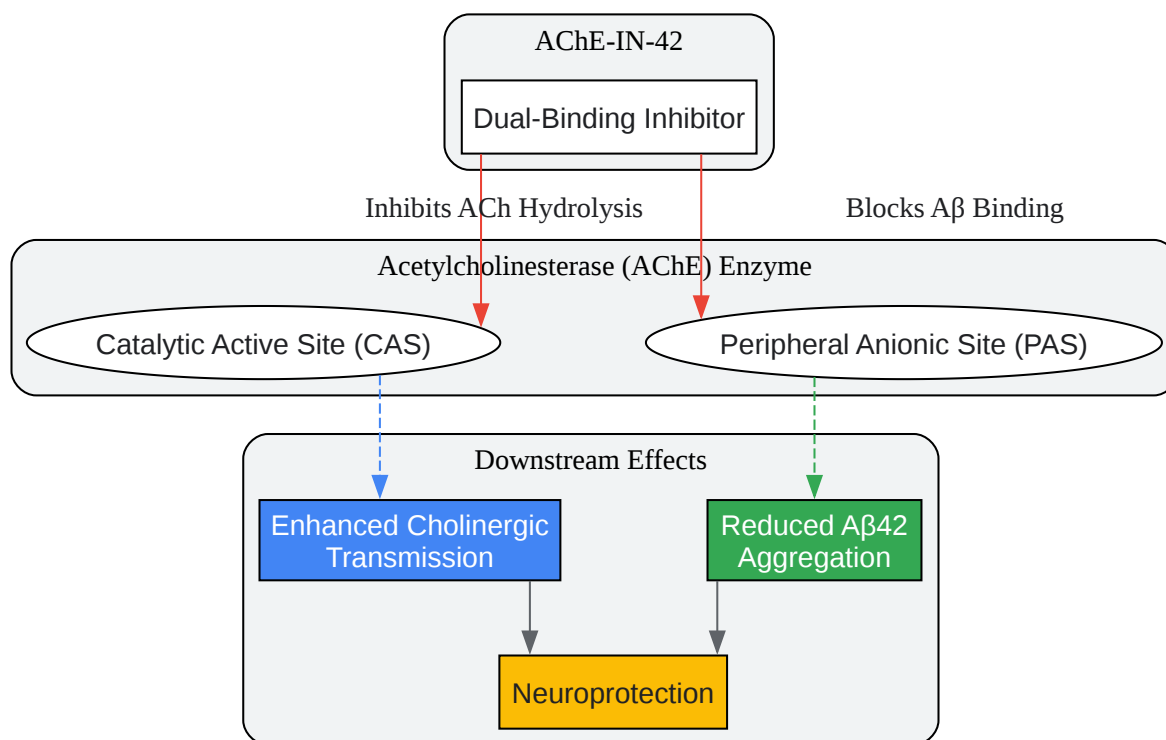 AChE-IN-42
Dual-Binding Inhibitor
Inhibits ACh Hydrolysis
Blocks Aβ Binding
Acetylcholinesterase (AChE) Enzyme
Catalytic Active Site (CAS)
Peripheral Anionic Site (PAS)
Downstream Effects
Enhanced Cholinergic
Transmission
Reduced Aβ42
Aggregation
Neuroprotection